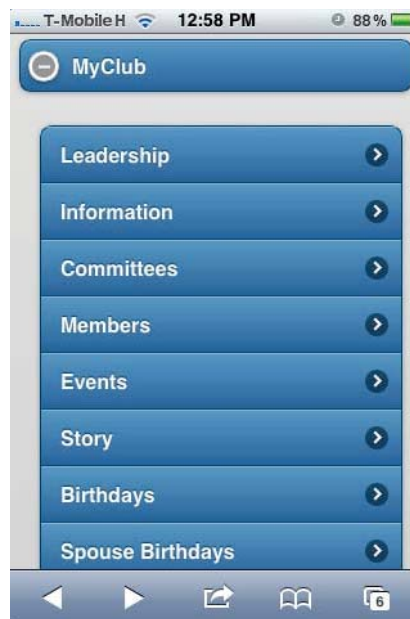 T-Mobile H 12:58 PM 88%
MyClub
Leadership
Information
Committees
Members
Events
Story
Birthdays
Spouse Birthdays
6